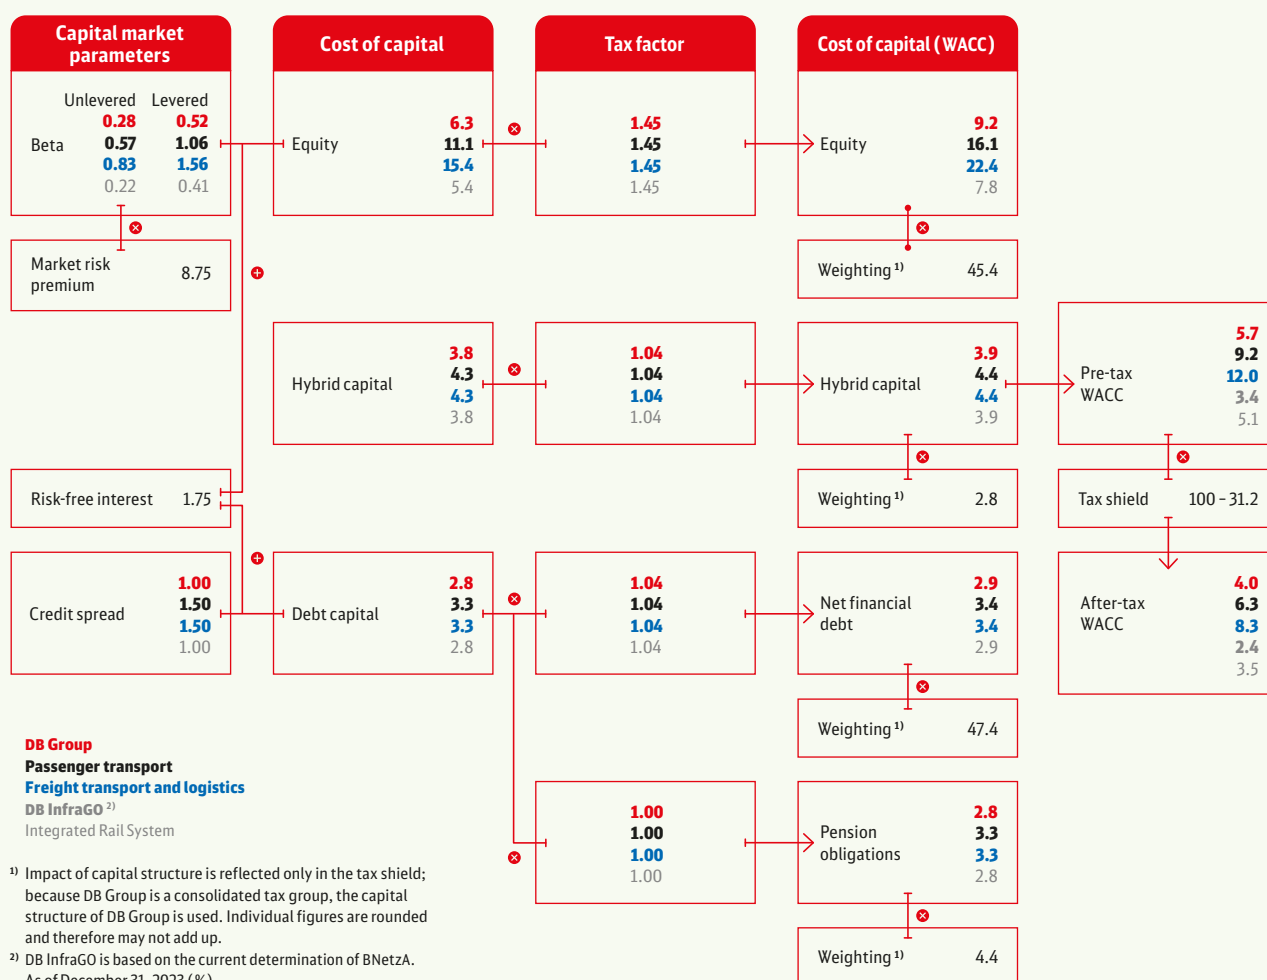 Capital market
parameters
Cost of capital
Tax factor
Cost of capital (WACC)
Unlevered Levered
Beta
0.28 0.52
0.57 1.06
0.83 1.56
0.22 0.41
Equity
6.3
11.1
15.4
5.4
1.45
1.45
1.45
1.45
Equity
9.2
16.1
22.4
7.8
Market risk
premium
8.75
Weighting 1) 45.4
Hybrid capital
3.8
4.3
4.3
3.8
1.04
1.04
1.04
1.04
Hybrid capital
3.9
4.4
4.4
3.9
Pre-tax
WACC
5.7
9.2
12.0
3.4
5.1
Risk-free interest 1.75
Weighting 1) 2.8
Tax shield 100 – 31.2
Credit spread
1.00
1.50
1.50
1.00
Debt capital
2.8
3.3
3.3
2.8
1.04
1.04
1.04
1.04
Net financial
debt
2.9
3.4
3.4
2.9
After-tax
WACC
4.0
6.3
8.3
2.4
3.5
Weighting 1) 47.4
1.00
1.00
1.00
1.00
Pension
obligations
2.8
3.3
3.3
2.8
Weighting 1) 4.4
DB Group
Passenger transport
Freight transport and logistics
DB InfraGO 2)
Integrated Rail System
1) Impact of capital structure is reflected only in the tax shield;
because DB Group is a consolidated tax group, the capital
structure of DB Group is used. Individual figures are rounded
and therefore may not add up.
2) DB InfraGO is based on the current determination of BNetzA.
As of December 31, 2023 (%)